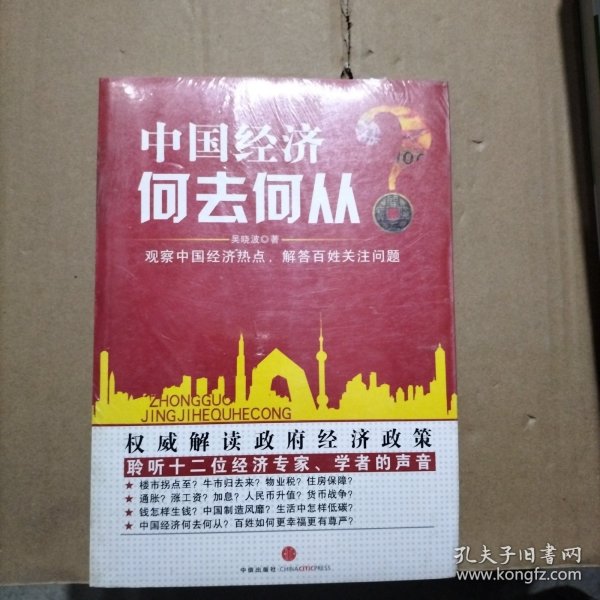 中国经济
何去何从
100
吴晓波◎著
观察中国经济热点，解答百姓关注问题
ZHONGGUO
JINGJIHEQUHECONG
权威解读政府经济政策
聆听十二位经济专家、学者的声音
★ 楼市拐点至？牛市归去来？物业税？住房保障？
★ 通胀？涨工资？加息？人民币升值？货币战争？
★ 钱怎样生钱？中国制造风靡？生活中怎样低碳？
★ 中国经济何去何从？百姓如何更幸福更有尊严？
中信出版社·CHINACITICPRESS
孔夫子旧书网
www.kongfz.com